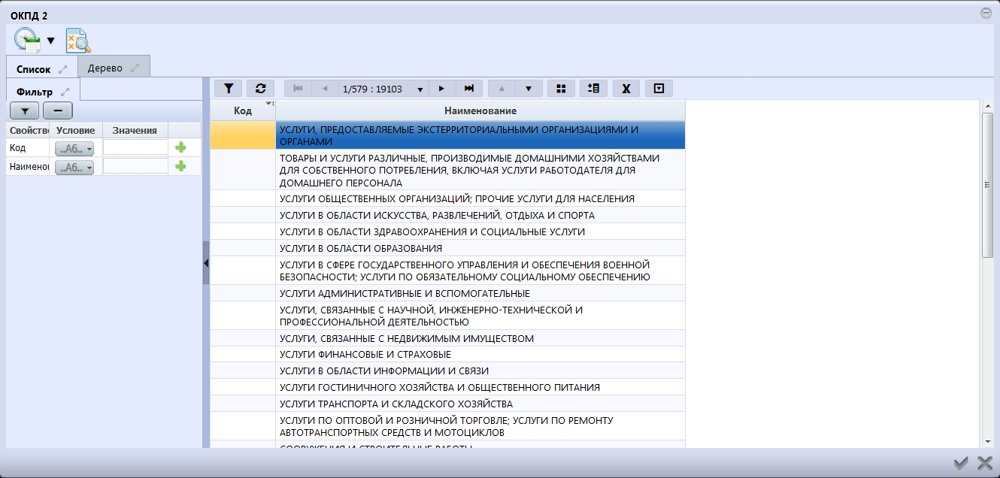 ОКПД 2
Список
Дерево
Фильтр
Свойство Условие Значения
Код ..Аб..
Наименов ..Аб..
1/579 : 19103
X
Код Наименование
УСЛУГИ, ПРЕДОСТАВЛЯЕМЫЕ ЭКСТЕРРИТОРИАЛЬНЫМИ ОРГАНИЗАЦИЯМИ И
ОРГАНАМИ
ТОВАРЫ И УСЛУГИ РАЗЛИЧНЫЕ, ПРОИЗВОДИМЫЕ ДОМАШНИМИ ХОЗЯЙСТВАМИ
ДЛЯ СОБСТВЕННОГО ПОТРЕБЛЕНИЯ, ВКЛЮЧАЯ УСЛУГИ РАБОТОДАТЕЛЯ ДЛЯ
ДОМАШНЕГО ПЕРСОНАЛА
УСЛУГИ ОБЩЕСТВЕННЫХ ОРГАНИЗАЦИЙ; ПРОЧИЕ УСЛУГИ ДЛЯ НАСЕЛЕНИЯ
УСЛУГИ В ОБЛАСТИ ИСКУССТВА, РАЗВЛЕЧЕНИЙ, ОТДЫХА И СПОРТА
УСЛУГИ В ОБЛАСТИ ЗДРАВООХРАНЕНИЯ И СОЦИАЛЬНЫЕ УСЛУГИ
УСЛУГИ В ОБЛАСТИ ОБРАЗОВАНИЯ
УСЛУГИ В СФЕРЕ ГОСУДАРСТВЕННОГО УПРАВЛЕНИЯ И ОБЕСПЕЧЕНИЯ ВОЕННОЙ
БЕЗОПАСНОСТИ; УСЛУГИ ПО ОБЯЗАТЕЛЬНОМУ СОЦИАЛЬНОМУ ОБЕСПЕЧЕНИЮ
УСЛУГИ АДМИНИСТРАТИВНЫЕ И ВСПОМОГАТЕЛЬНЫЕ
УСЛУГИ, СВЯЗАННЫЕ С НАУЧНОЙ, ИНЖЕНЕРНО-ТЕХНИЧЕСКОЙ И
ПРОФЕССИОНАЛЬНОЙ ДЕЯТЕЛЬНОСТЬЮ
УСЛУГИ, СВЯЗАННЫЕ С НЕДВИЖИМЫМ ИМУЩЕСТВОМ
УСЛУГИ ФИНАНСОВЫЕ И СТРАХОВЫЕ
УСЛУГИ В ОБЛАСТИ ИНФОРМАЦИИ И СВЯЗИ
УСЛУГИ ГОСТИНИЧНОГО ХОЗЯЙСТВА И ОБЩЕСТВЕННОГО ПИТАНИЯ
УСЛУГИ ТРАНСПОРТА И СКЛАДСКОГО ХОЗЯЙСТВА
УСЛУГИ ПО ОПТОВОЙ И РОЗНИЧНОЙ ТОРГОВЛЕ; УСЛУГИ ПО РЕМОНТУ
АВТОТРАНСПОРТНЫХ СРЕДСТВ И МОТОЦИКЛОВ
СООРУЖЕНИЯ И СТРОИТЕЛЬНЫЕ РАБОТЫ